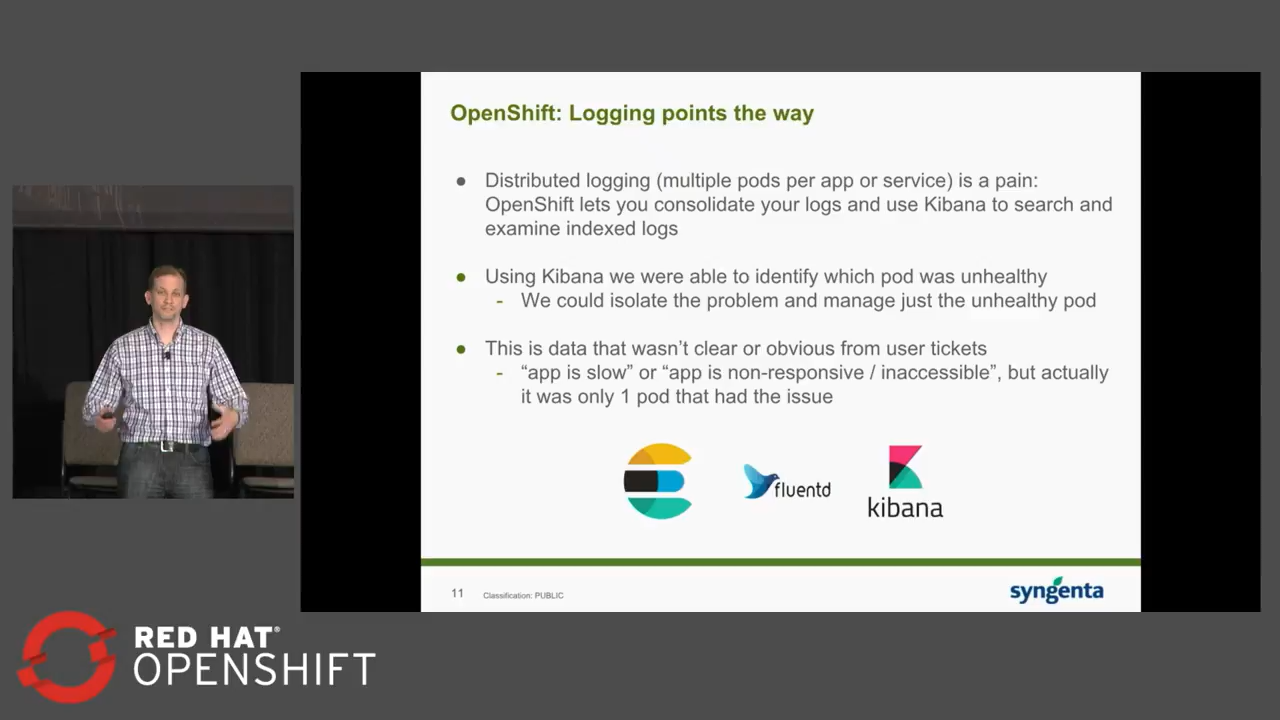 OpenShift: Logging points the way
● Distributed logging (multiple pods per app or service) is a pain:
OpenShift lets you consolidate your logs and use Kibana to search and
examine indexed logs
● Using Kibana we were able to identify which pod was unhealthy
- We could isolate the problem and manage just the unhealthy pod
● This is data that wasn’t clear or obvious from user tickets
- “app is slow” or “app is non-responsive / inaccessible”, but actually
it was only 1 pod that had the issue
fluentd
kibana
11 Classification: PUBLIC
syngenta
RED HAT®
OPENSHIFT